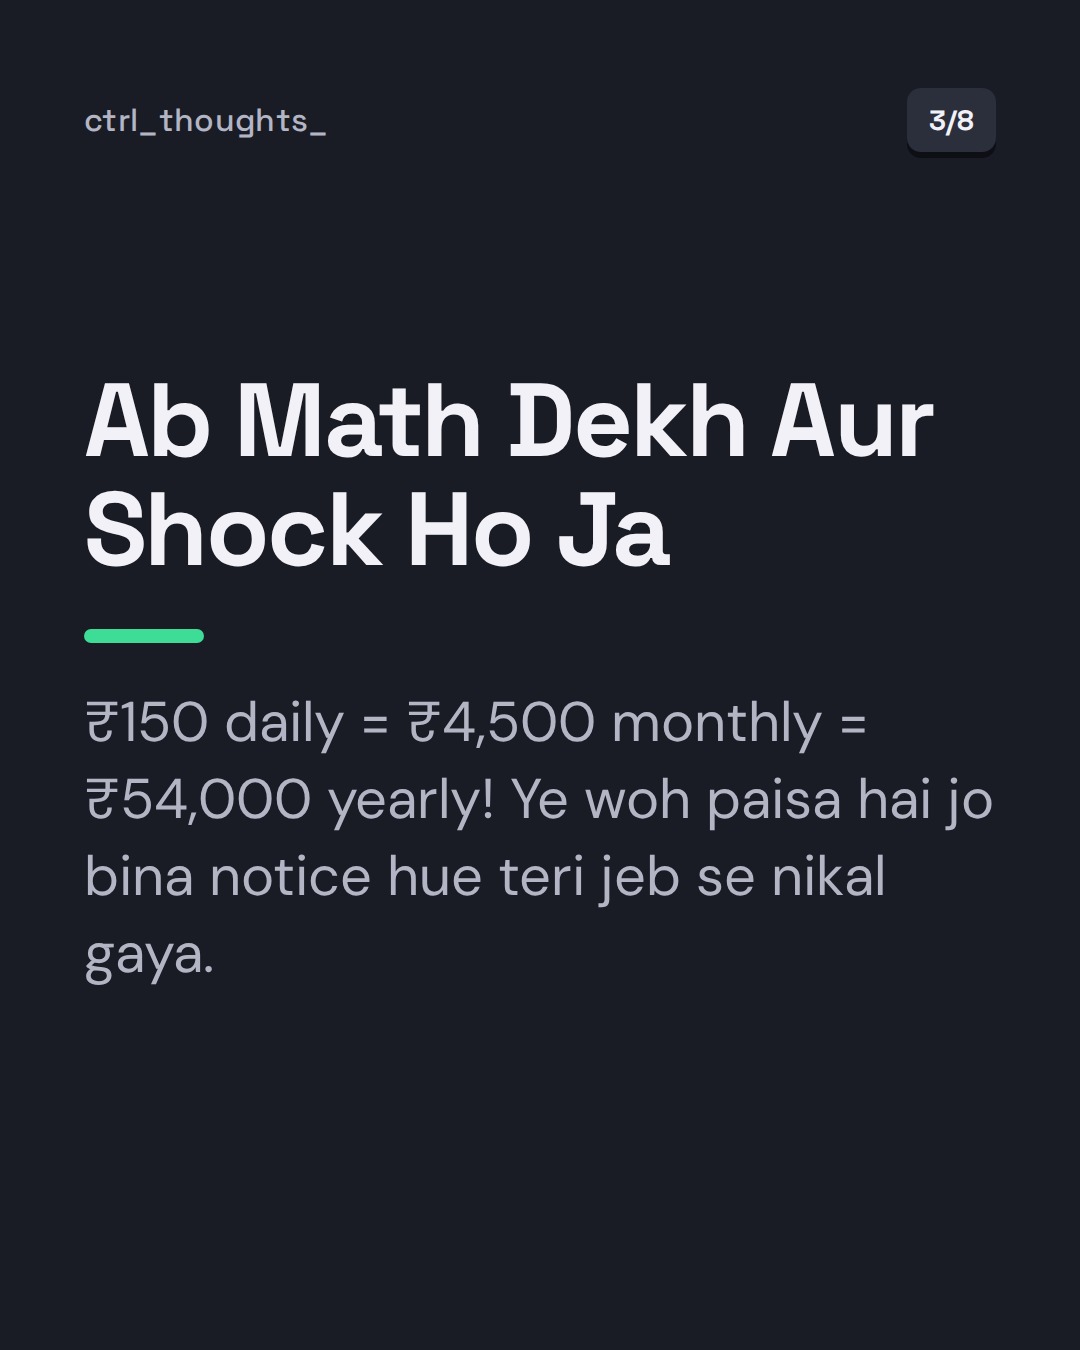 ctrl_thoughts_
3/8
Ab Math Dekh Aur
Shock Ho Ja
₹150 daily = ₹4,500 monthly =
₹54,000 yearly! Ye woh paisa hai jo
bina notice hue teri jeb se nikal
gaya.